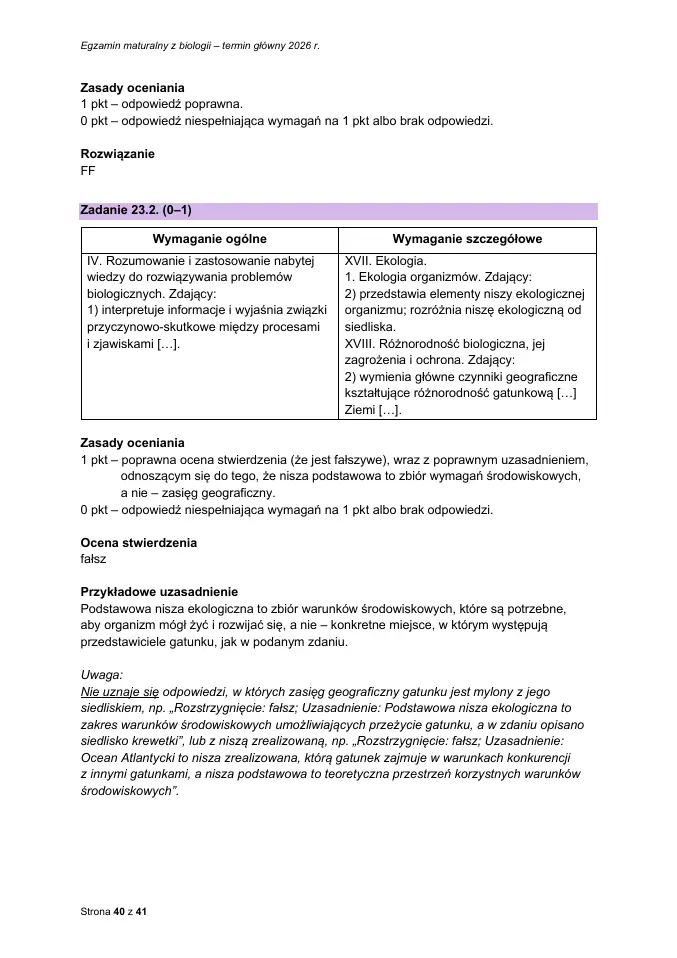 Egzamin maturalny z biologii – termin główny 2026 r.
Zasady oceniania
1 pkt – odpowiedź poprawna.
0 pkt – odpowiedź niespełniająca wymagań na 1 pkt albo brak odpowiedzi.
Rozwiązanie
FF
Zadanie 23.2. (0–1)
Wymaganie ogólne
IV. Rozumowanie i zastosowanie nabytej
wiedzy do rozwiązywania problemów
biologicznych. Zdający:
1) interpretuje informacje i wyjaśnia związki
przyczynowo-skutkowe między procesami
i zjawiskami […].
Wymaganie szczegółowe
XVII. Ekologia.
1. Ekologia organizmów. Zdający:
2) przedstawia elementy niszy ekologicznej
organizmu; rozróżnia niszę ekologiczną od
siedliska.
XVIII. Różnorodność biologiczna, jej
zagrożenia i ochrona. Zdający:
2) wymienia główne czynniki geograficzne
kształtujące różnorodność gatunkową […]
Ziemi […].
Zasady oceniania
1 pkt – poprawna ocena stwierdzenia (że jest fałszywe), wraz z poprawnym uzasadnieniem,
odnoszącym się do tego, że nisza podstawowa to zbiór wymagań środowiskowych,
a nie – zasięg geograficzny.
0 pkt – odpowiedź niespełniająca wymagań na 1 pkt albo brak odpowiedzi.
Ocena stwierdzenia
fałsz
Przykładowe uzasadnienie
Podstawowa nisza ekologiczna to zbiór warunków środowiskowych, które są potrzebne,
aby organizm mógł żyć i rozwijać się, a nie – konkretne miejsce, w którym występują
przedstawiciele gatunku, jak w podanym zdaniu.
Uwaga:
Nie uznaje się odpowiedzi, w których zasięg geograficzny gatunku jest mylony z jego
siedliskiem, np. „Rozstrzygnięcie: fałsz; Uzasadnienie: Podstawowa nisza ekologiczna to
zakres warunków środowiskowych umożliwiających przeżycie gatunku, a w zdaniu opisano
siedlisko krewetki”, lub z niszą zrealizowaną, np. „Rozstrzygnięcie: fałsz; Uzasadnienie:
Ocean Atlantycki to nisza zrealizowana, którą gatunek zajmuje w warunkach konkurencji
z innymi gatunkami, a nisza podstawowa to teoretyczna przestrzeń korzystnych warunków
środowiskowych”.
Strona 40 z 41